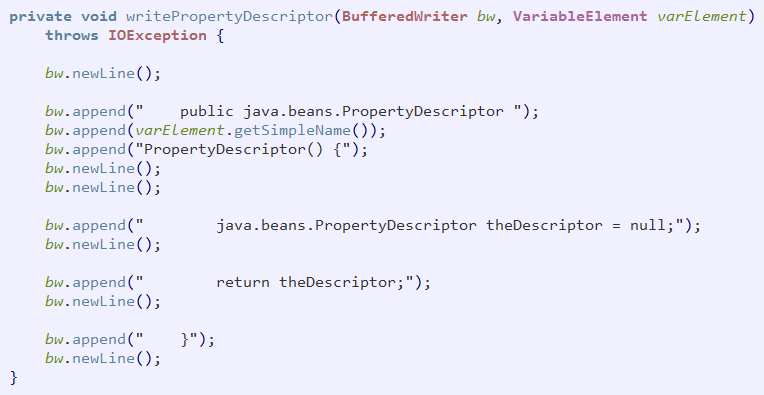 private void writePropertyDescriptor(BufferedWriter bw, VariableElement varElement)
    throws IOException {

    bw.newLine();

    bw.append("    public java.beans.PropertyDescriptor ");
    bw.append(varElement.getSimpleName());
    bw.append("PropertyDescriptor() {");
    bw.newLine();
    bw.newLine();

    bw.append("        java.beans.PropertyDescriptor theDescriptor = null;");
    bw.newLine();

    bw.append("        return theDescriptor;");
    bw.newLine();

    bw.append("    }");
    bw.newLine();
}